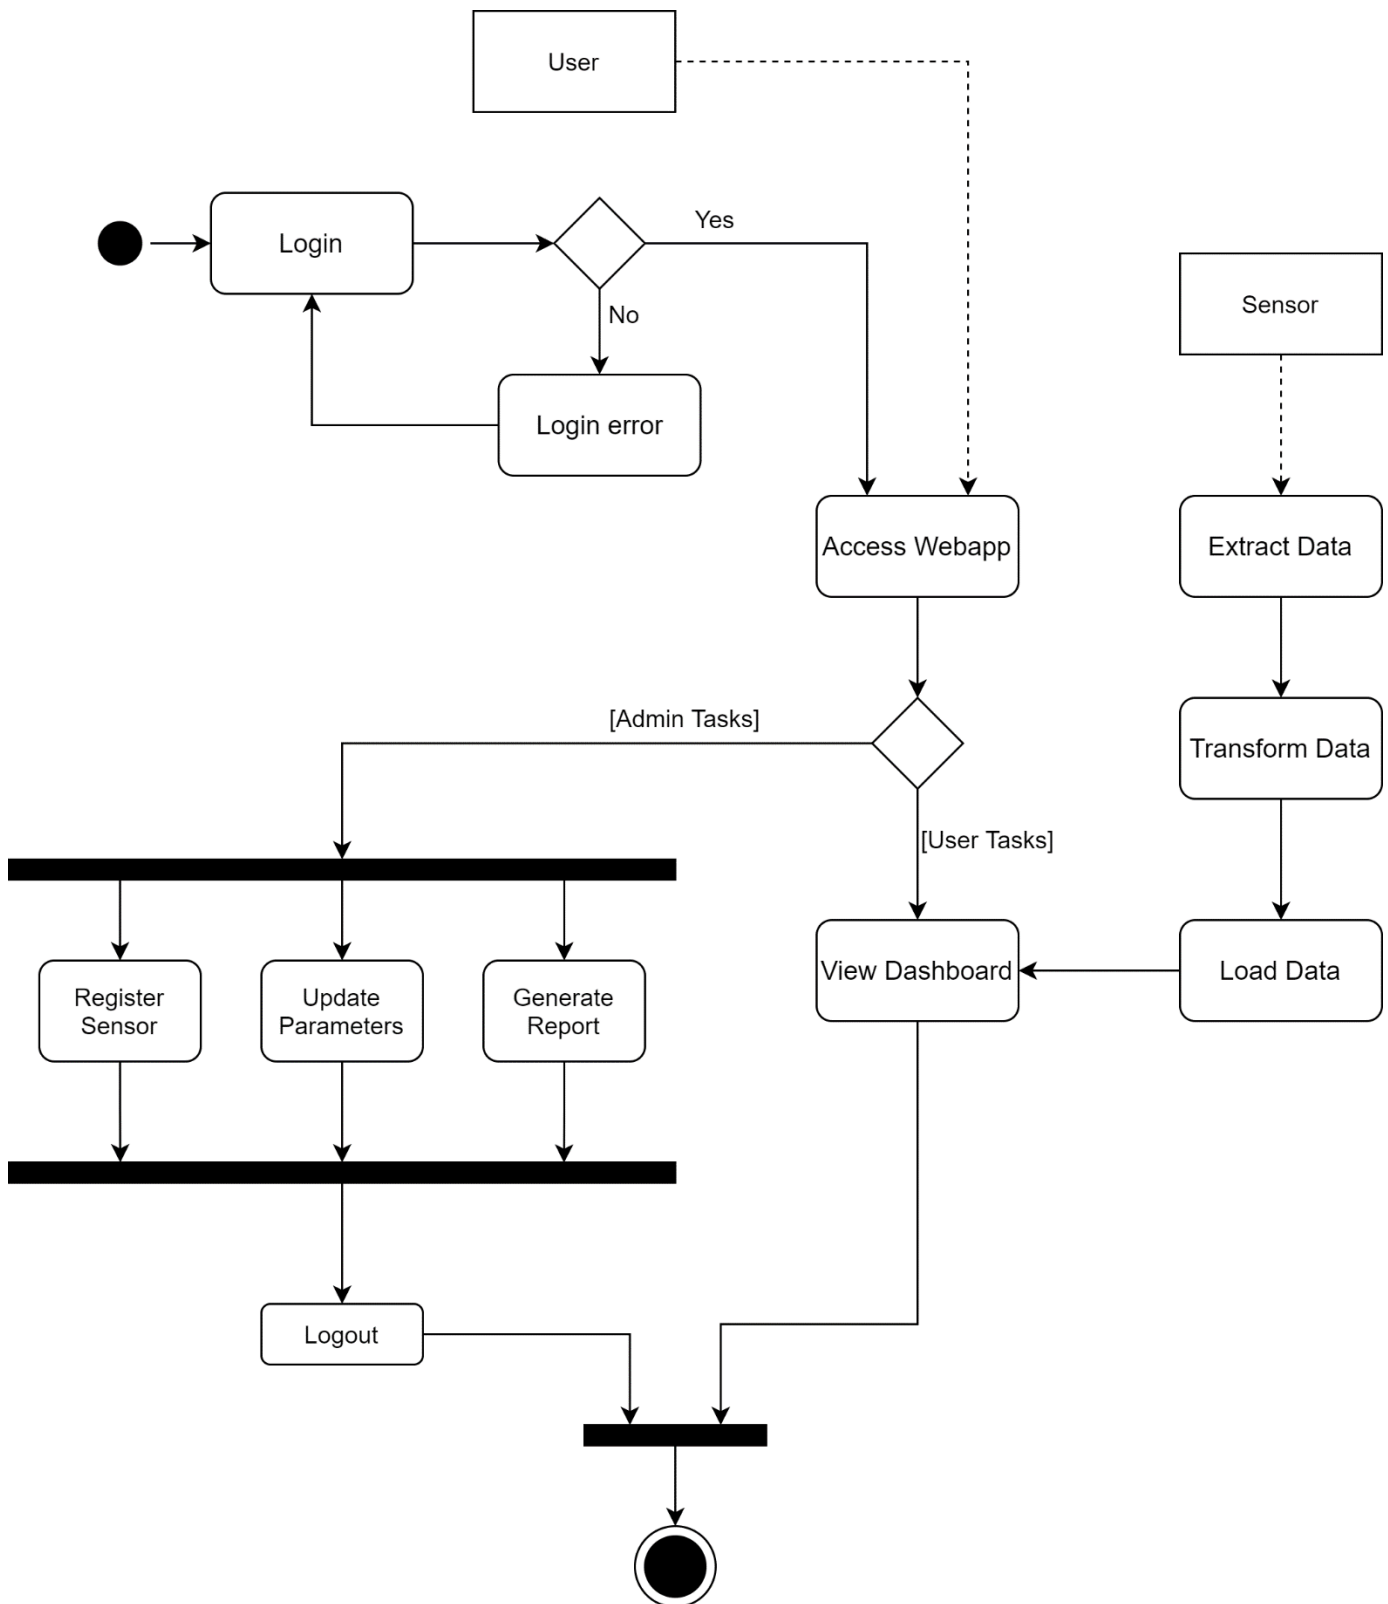 User
Yes
Login
Sensor
No
Login error
Access Webapp
Extract Data
[Admin Tasks]
Transform Data
[User Tasks]
Register
Sensor
Update
Parameters
Generate
Report
View Dashboard
Load Data
Logout